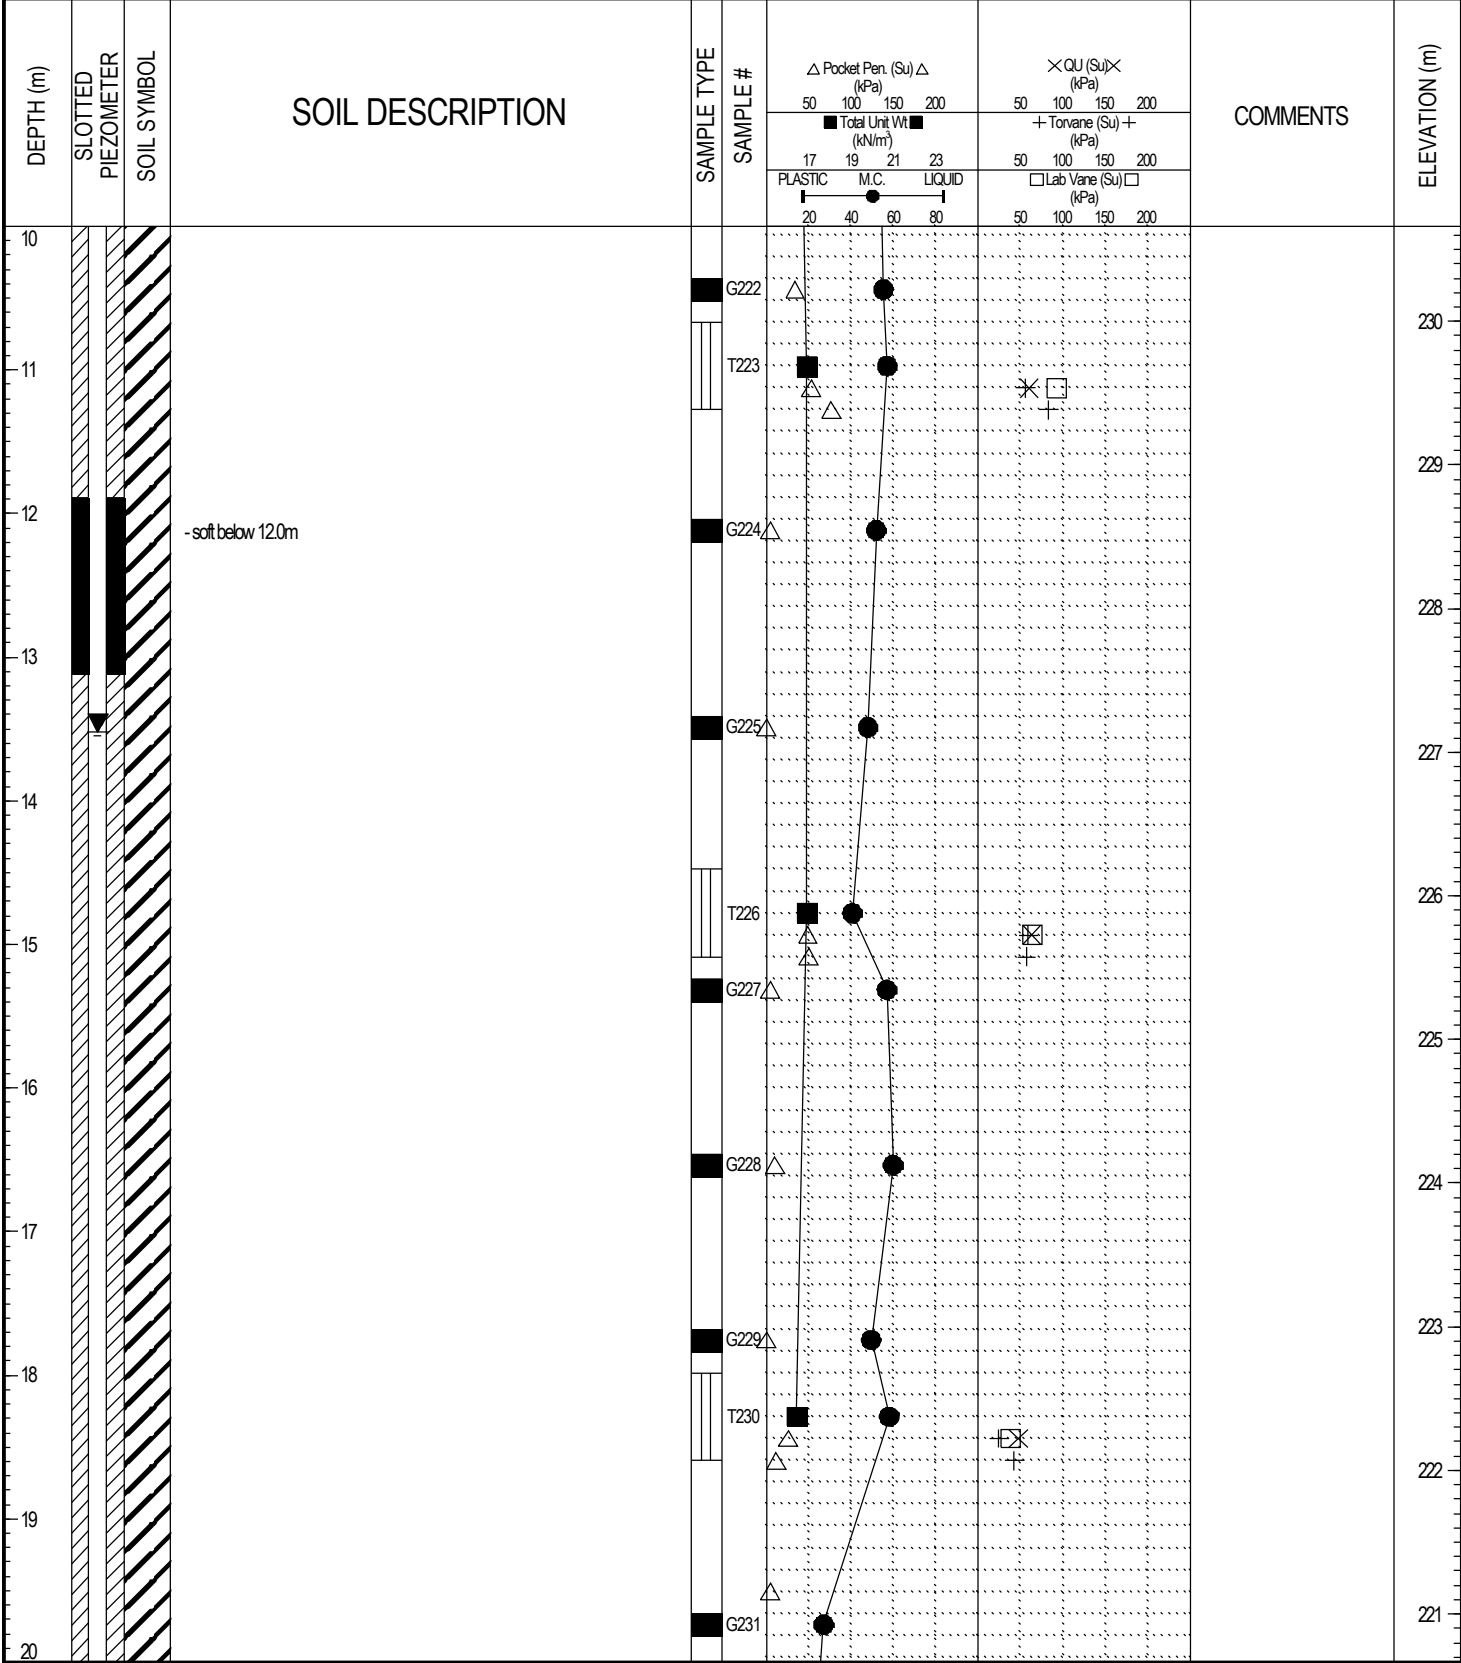 DEPTH (m)
SLOTTED
PIEZOMETER
SOIL SYMBOL
SOIL DESCRIPTION
SAMPLE TYPE
SAMPLE #
△ Pocket Pen. (Su) △
(kPa)
50 100 150 200
■ Total Unit Wt ■
(kN/m³)
17 19 21 23
PLASTIC M.C. LIQUID
20 40 60 80
✕ QU (Su) ✕
(kPa)
50 100 150 200
+ Torvane (Su) +
(kPa)
50 100 150 200
□ Lab Vane (Su) □
(kPa)
50 100 150 200
COMMENTS
ELEVATION (m)
10
G222
230
11
T223
229
12
- soft below 12.0m
G224
228
13
G225
227
14
226
T226
15
G227
225
16
G228
224
17
223
G229
18
T230
222
19
221
G231
20